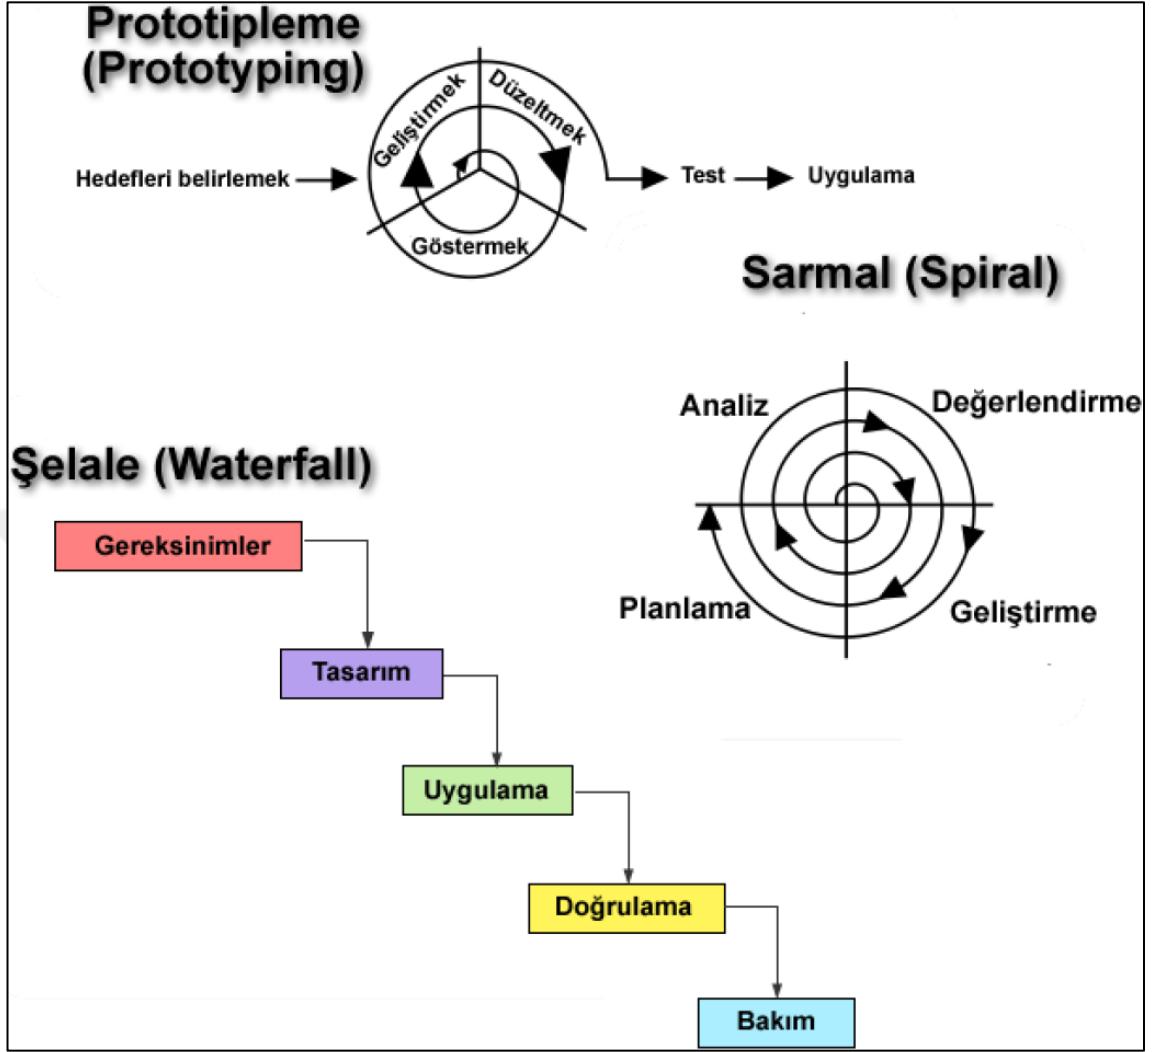 Prototipleme
(Prototyping)
Geliştirmek
Düzeltmek
Göstermek
Hedefleri belirlemek
Test
Uygulama
Sarmal (Spiral)
Analiz
Değerlendirme
Planlama
Geliştirme
Şelale (Waterfall)
Gereksinimler
Tasarım
Uygulama
Doğrulama
Bakım